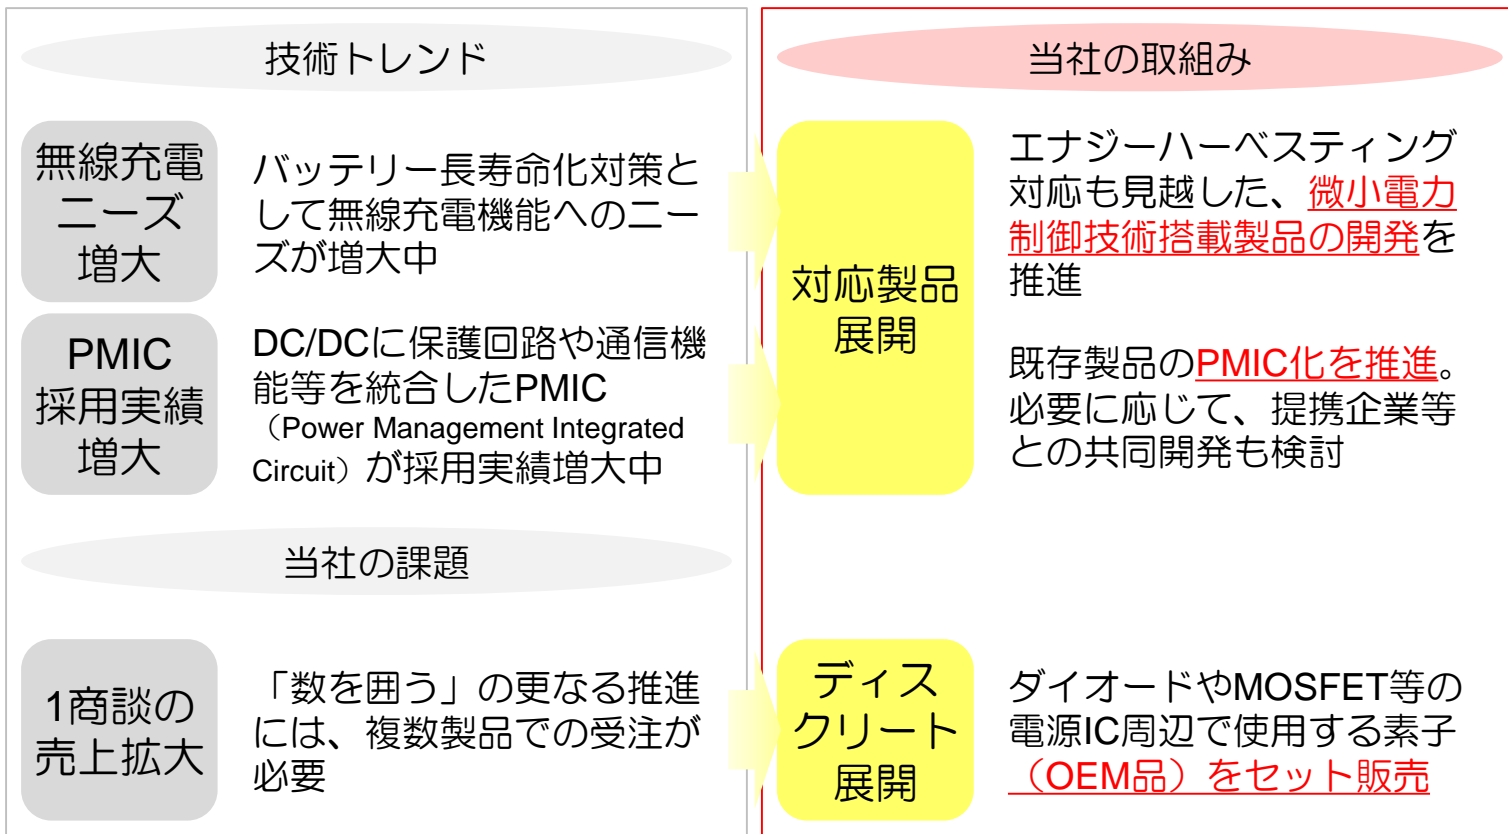 技術トレンド
無線充電
ニーズ
増大
バッテリー長寿命化対策と
して無線充電機能へのニー
ズが増大中
PMIC
採用実績
増大
DC/DCに保護回路や通信機
能等を統合したPMIC
（Power Management Integrated
Circuit）が採用実績増大中
当社の課題
1商談の
売上拡大
「数を囲う」の更なる推進
には、複数製品での受注が
必要
当社の取組み
対応製品
展開
エナジーハーベスティング
対応も見越した、微小電力
制御技術搭載製品の開発を
推進
既存製品のPMIC化を推進。
必要に応じて、提携企業等
との共同開発も検討
ディス
クリート
展開
ダイオードやMOSFET等の
電源IC周辺で使用する素子
（OEM品）をセット販売